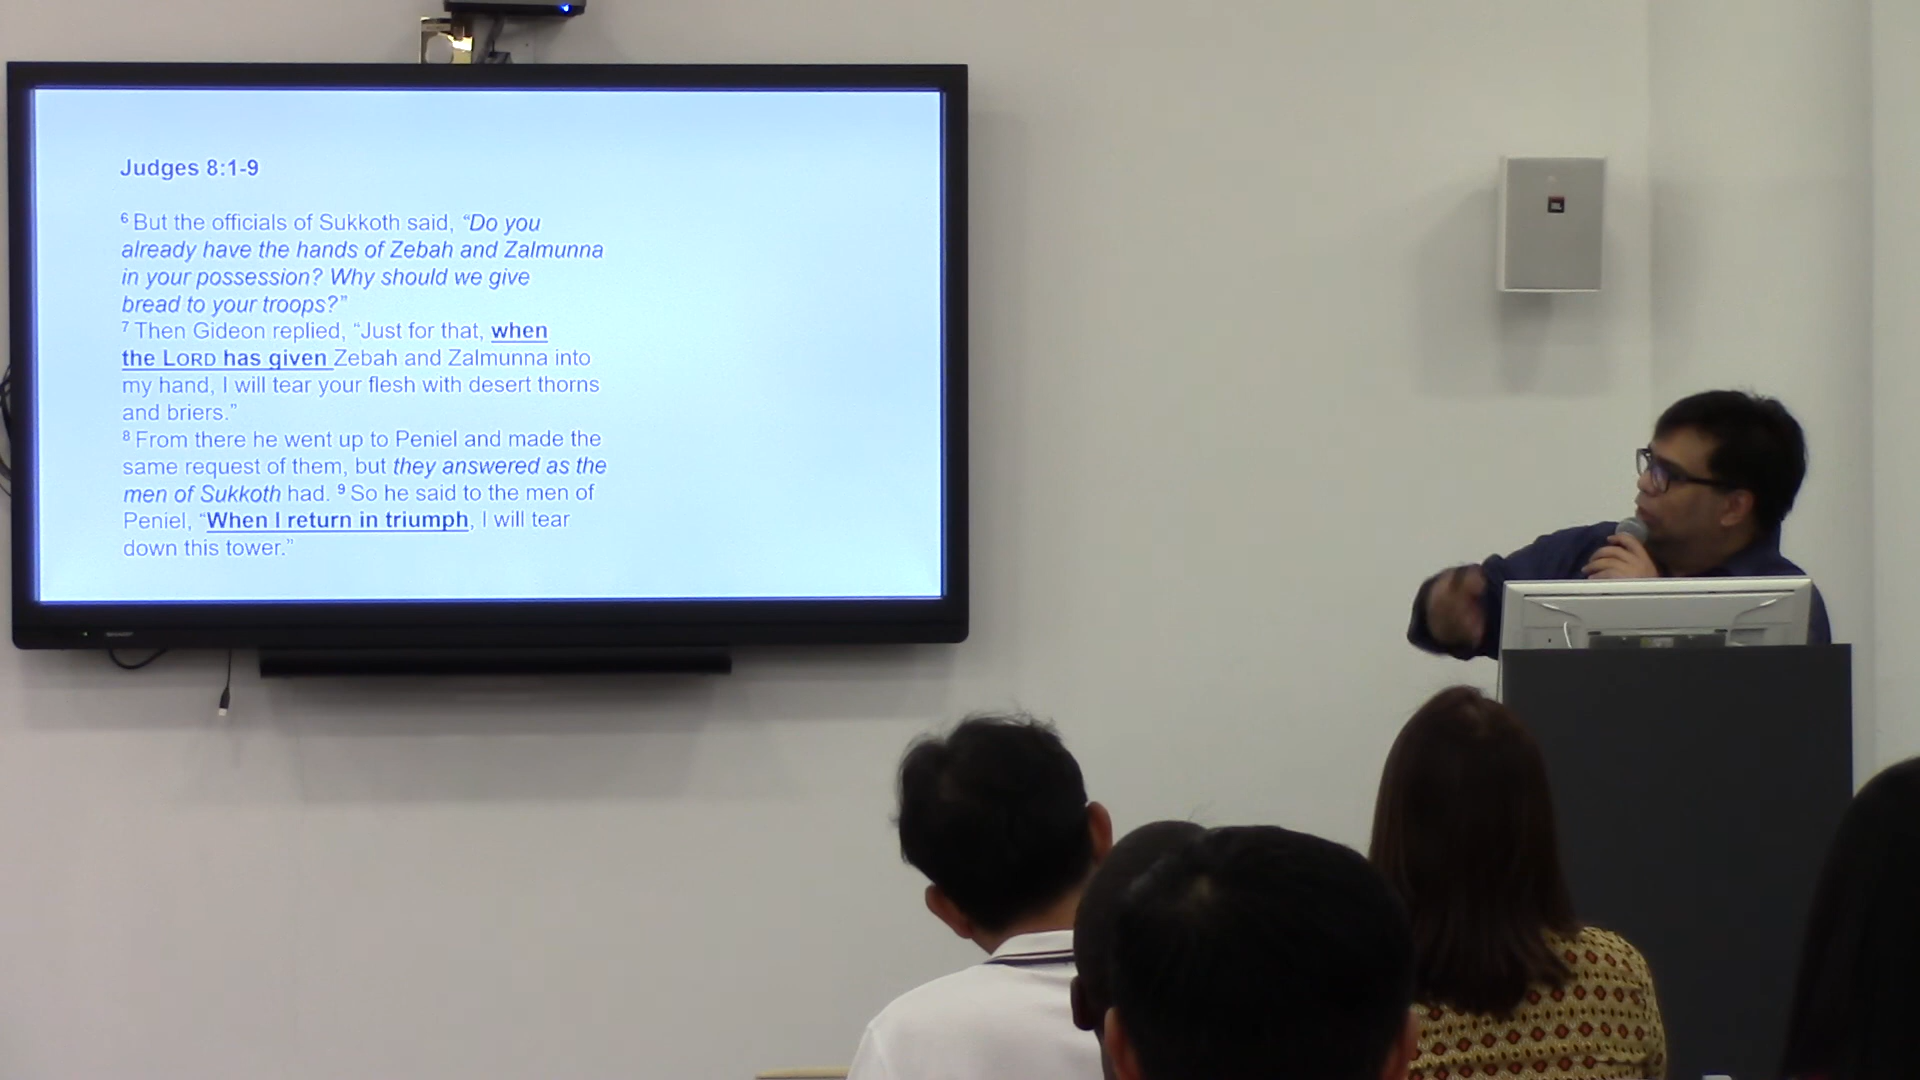 Judges 8:1-9
6 But the officials of Sukkoth said, “Do you
already have the hands of Zebah and Zalmunna
in your possession? Why should we give
bread to your troops?”
7 Then Gideon replied, “Just for that, when
the LORD has given Zebah and Zalmunna into
my hand, I will tear your flesh with desert thorns
and briers.”
8 From there he went up to Peniel and made the
same request of them, but they answered as the
men of Sukkoth had. 9 So he said to the men of
Peniel, “When I return in triumph, I will tear
down this tower.”
SHARP